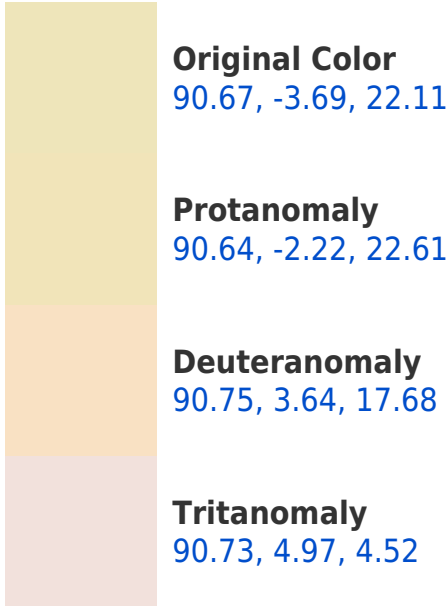 Original Color
90.67, -3.69, 22.11
Protanomaly
90.64, -2.22, 22.61
Deuteranomaly
90.75, 3.64, 17.68
Tritanomaly
90.73, 4.97, 4.52